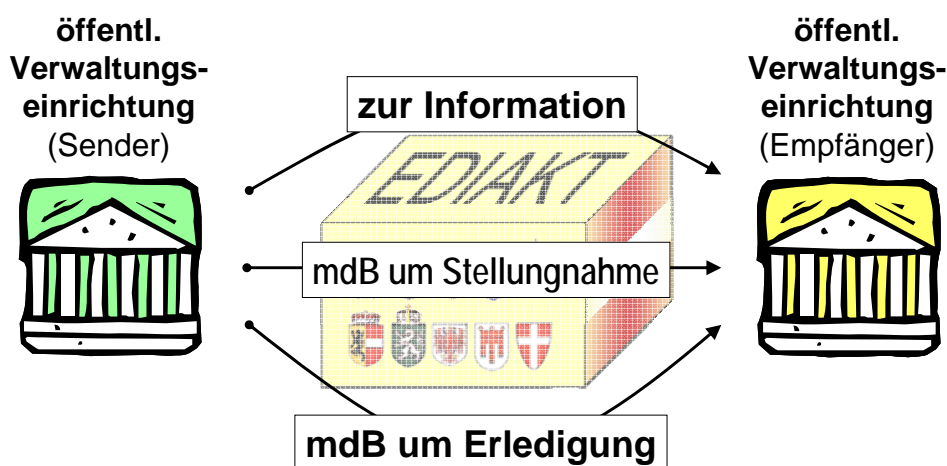 öffentl.
Verwaltungs-
einrichtung
(Sender)
zur Information
EDIAKT
mdB um Stellungnahme
mdB um Erledigung
öffentl.
Verwaltungs-
einrichtung
(Empfänger)